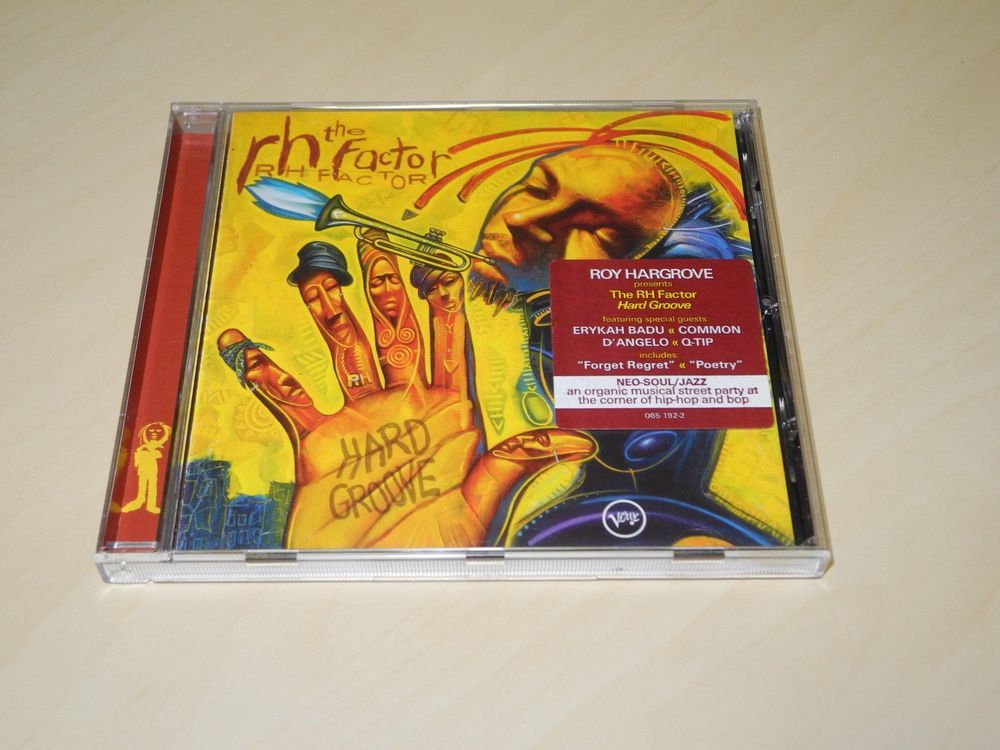 the
rh factor
RH FACTOR
Rh
HARD
GROOVE
ROY HARGROVE
presents
The RH Factor
Hard Groove
featuring special guests:
ERYKAH BADU « COMMON
D'ANGELO « Q-TIP
includes:
"Forget Regret" « "Poetry"
NEO-SOUL/JAZZ
an organic musical street party at
the corner of hip-hop and bop
065 192-2
Verve